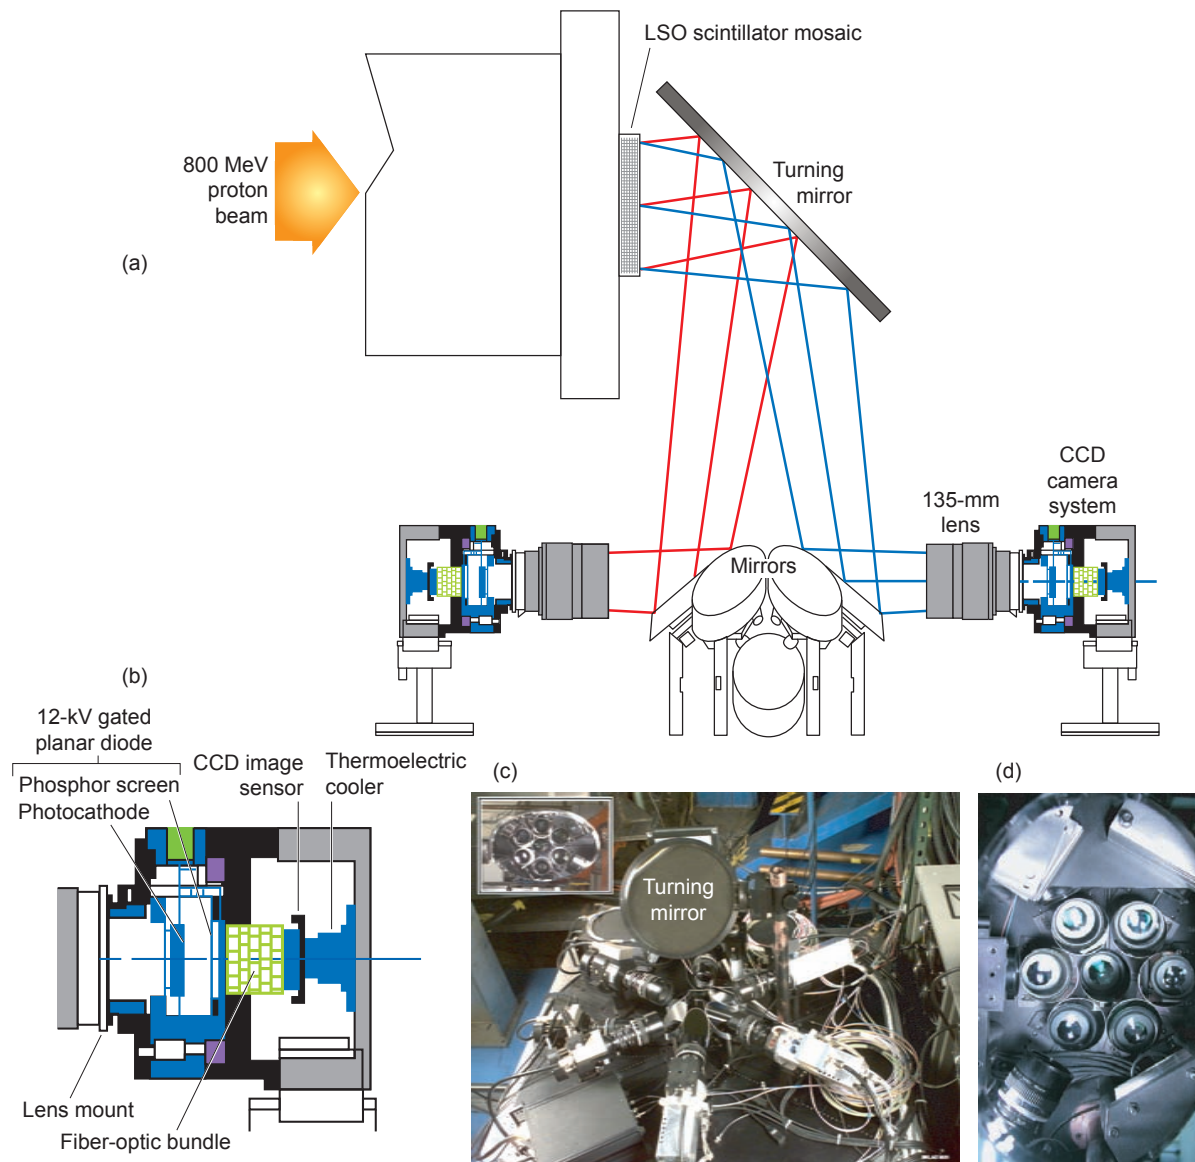 LSO scintillator mosaic
800 MeV
proton
beam
Turning
mirror
(a)
CCD
camera
system
135-mm
lens
Mirrors
(b)
12-kV gated
planar diode
Phosphor screen
Photocathode
CCD image
sensor
Thermoelectric
cooler
Lens mount
Fiber-optic bundle
(c)
Turning
mirror
(d)